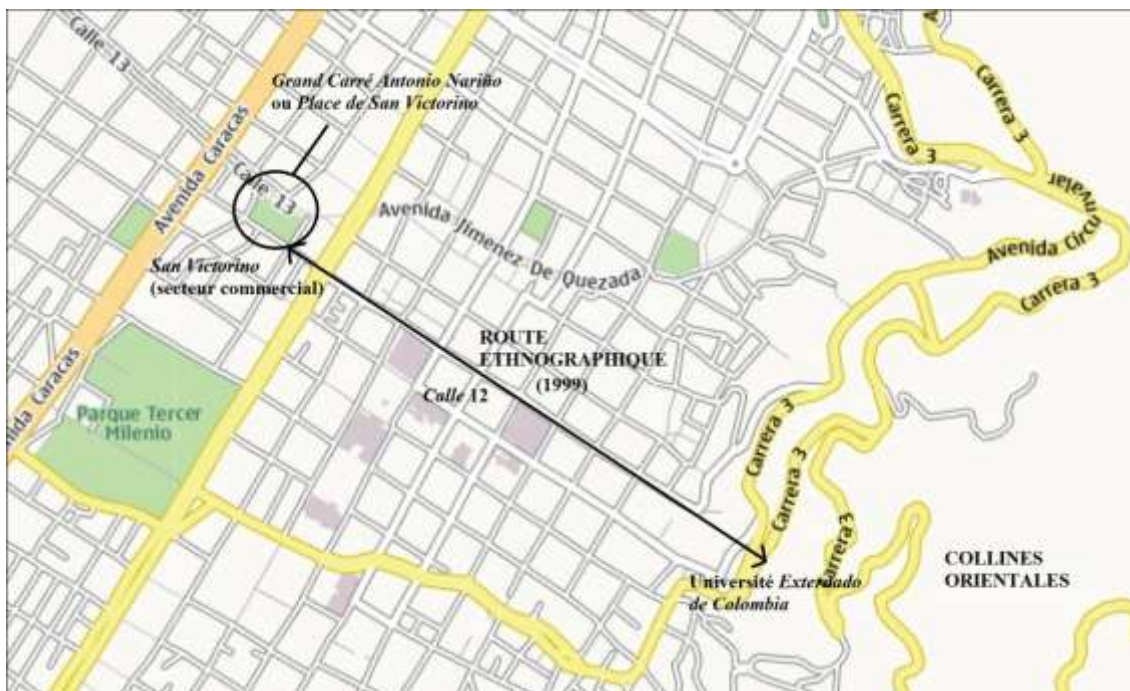 Calle 13
Grand Carré Antonio Nariño
ou Place de San Victorino
Avenida Caracas
Calle 13
Carrera 3
Carrera 3
Avenida Jimenez De Quezada
Avenida Circunvalar
San Victorino
(secteur commercial)
Carrera 3
ROUTE
ETHNOGRAPHIQUE
(1999)
Calle 12
nida Caracas
Parque Tercer
Milenio
Carrera 3
Carrera 3
Carrera 3
COLLINES
ORIENTALES
Université Exterdado
de Colombia